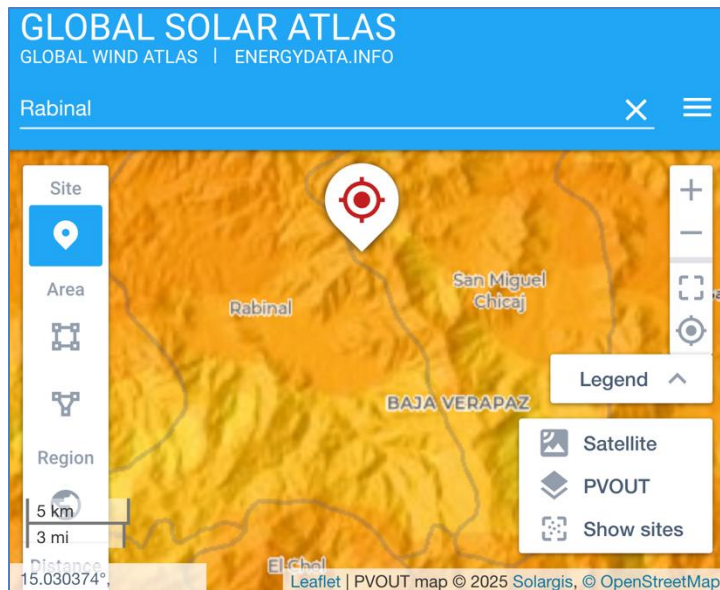 GLOBAL SOLAR ATLAS
GLOBAL WIND ATLAS | ENERGYDATA.INFO
Rabinal
Site
Area
Region
Distance
San Miguel
Chicaj
Rabinal
BAJA VERAPAZ
El Chol
Legend
Satellite
PVOUT
Show sites
5 km
3 mi
15.030374°,
Leaflet | PVOUT map © 2025 Solargis, © OpenStreetMap